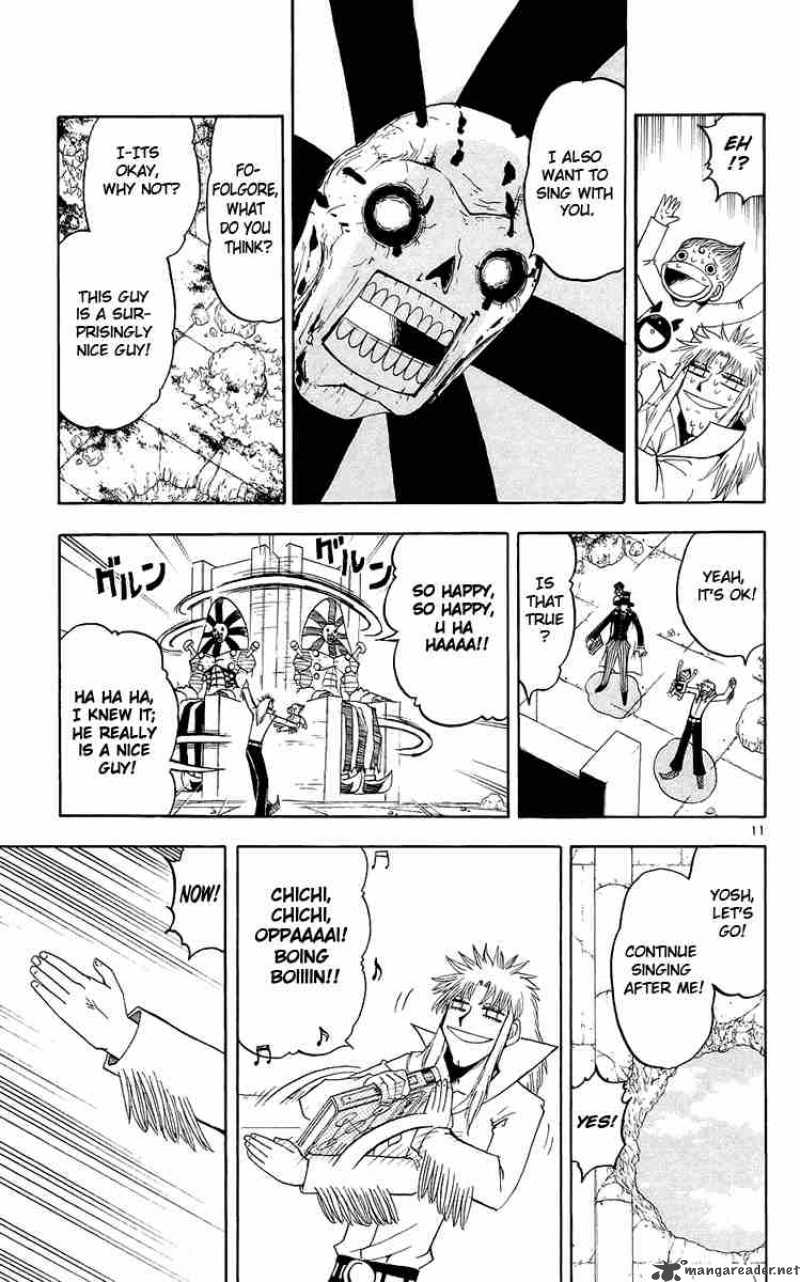 EH
!?
I ALSO
WANT TO
SING WITH
YOU.
FO-
FOLGORE,
WHAT
DO YOU
THINK?
I-ITS
OKAY,
WHY NOT?
THIS GUY
IS A SUR-
PRISINGLY
NICE GUY!
YEAH,
IT'S OK!
IS
THAT
TRUE
?
SO HAPPY,
SO HAPPY,
U HA
HAAAA!!
グルン
グルン
HA HA HA,
I KNEW IT;
HE REALLY
IS A NICE
GUY!
11
YOSH,
LET'S
GO!
CONTINUE
SINGING
AFTER ME!
YES!
CHICHI,
CHICHI,
OPPAAAAI!
BOING
BOIIIIN!!
NOW!
mangareader.net